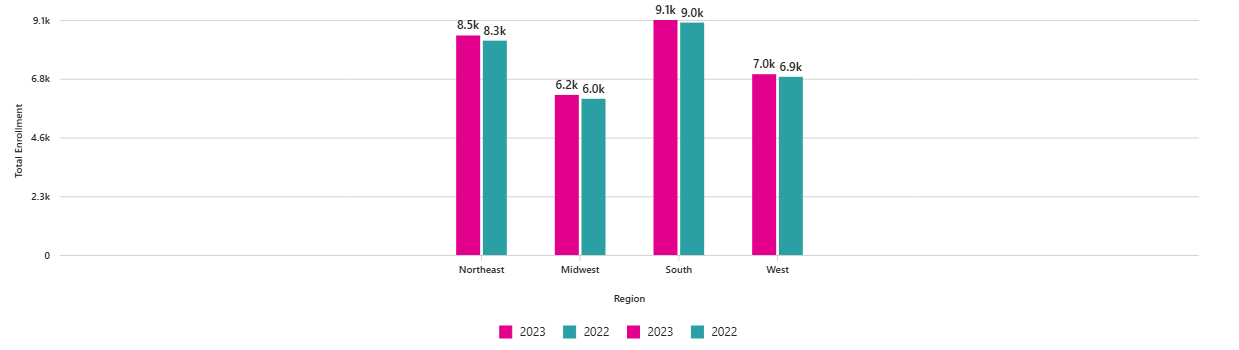 9.1k
6.8k
4.6k
2.3k
0
Total Enrollment
8.5k 8.3k
6.2k 6.0k
9.1k 9.0k
7.0k 6.9k
Northeast Midwest South West
Region
2023 2022 2023 2022